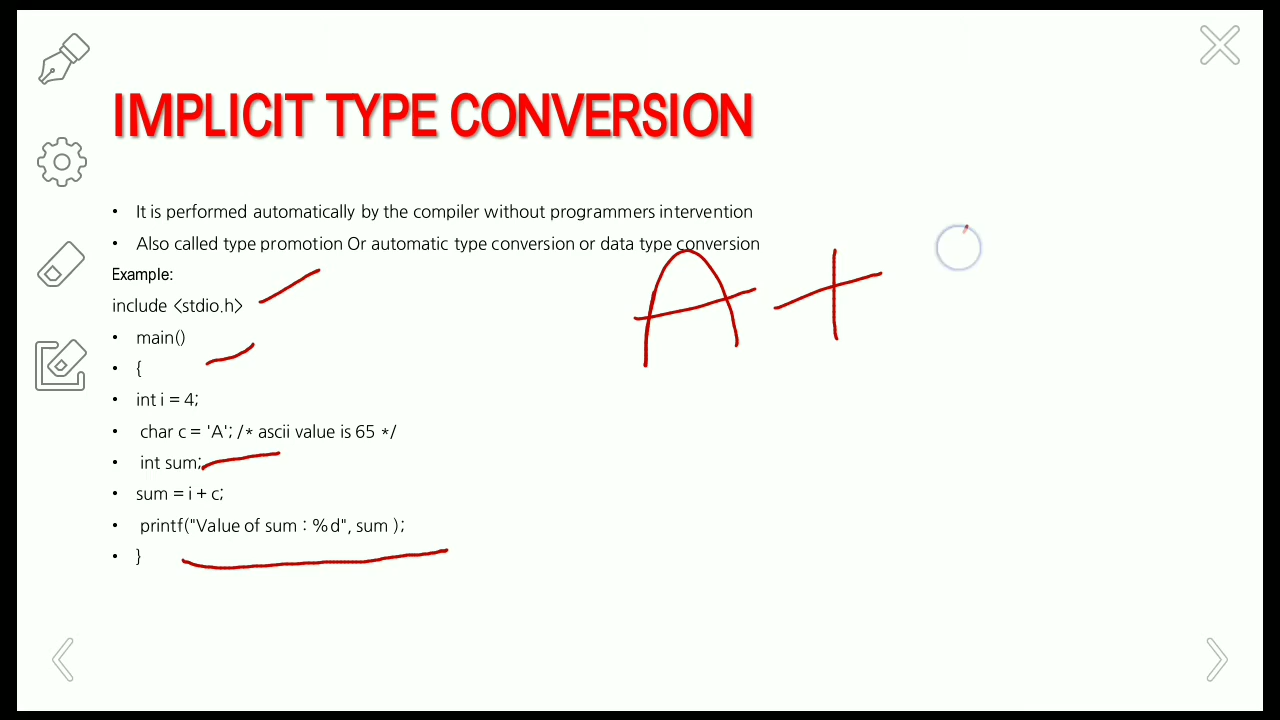 IMPLICIT TYPE CONVERSION
• It is performed automatically by the compiler without programmers intervention
• Also called type promotion Or automatic type conversion or data type conversion
Example:
include <stdio.h>
• main()
• {
• int i = 4;
• char c = 'A'; /* ascii value is 65 */
• int sum;
• sum = i + c;
• printf("Value of sum : %d", sum );
• }
A +